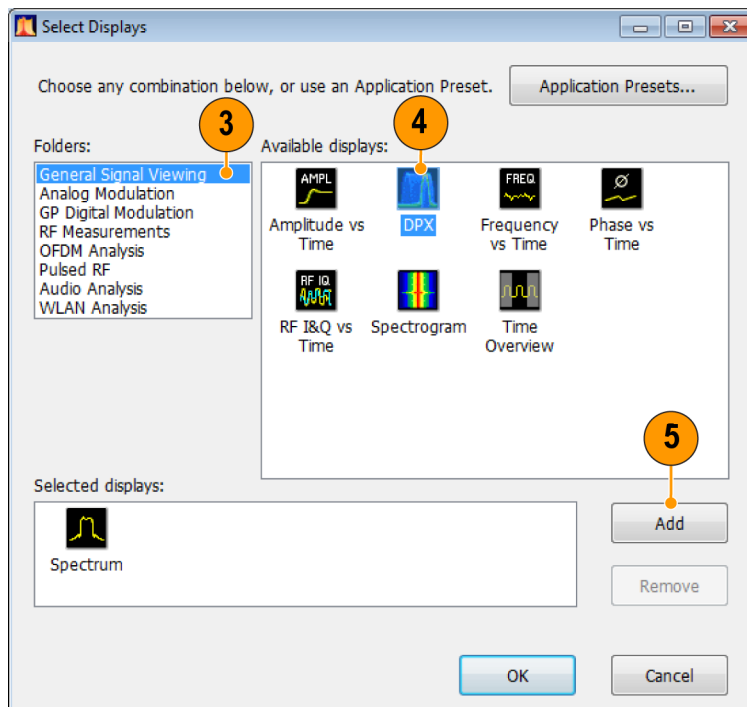 Select Displays
Choose any combination below, or use an Application Preset.
Application Presets...
3
4
Folders:
Available displays:
General Signal Viewing
Analog Modulation
GP Digital Modulation
RF Measurements
OFDM Analysis
Pulsed RF
Audio Analysis
WLAN Analysis
AMPL
Amplitude vs
Time
DPX
FREQ
Frequency
vs Time
Ø
Phase vs
Time
RF IQ
RF I&Q vs
Time
Spectrogram
Time
Overview
5
Selected displays:
Spectrum
Add
Remove
OK
Cancel